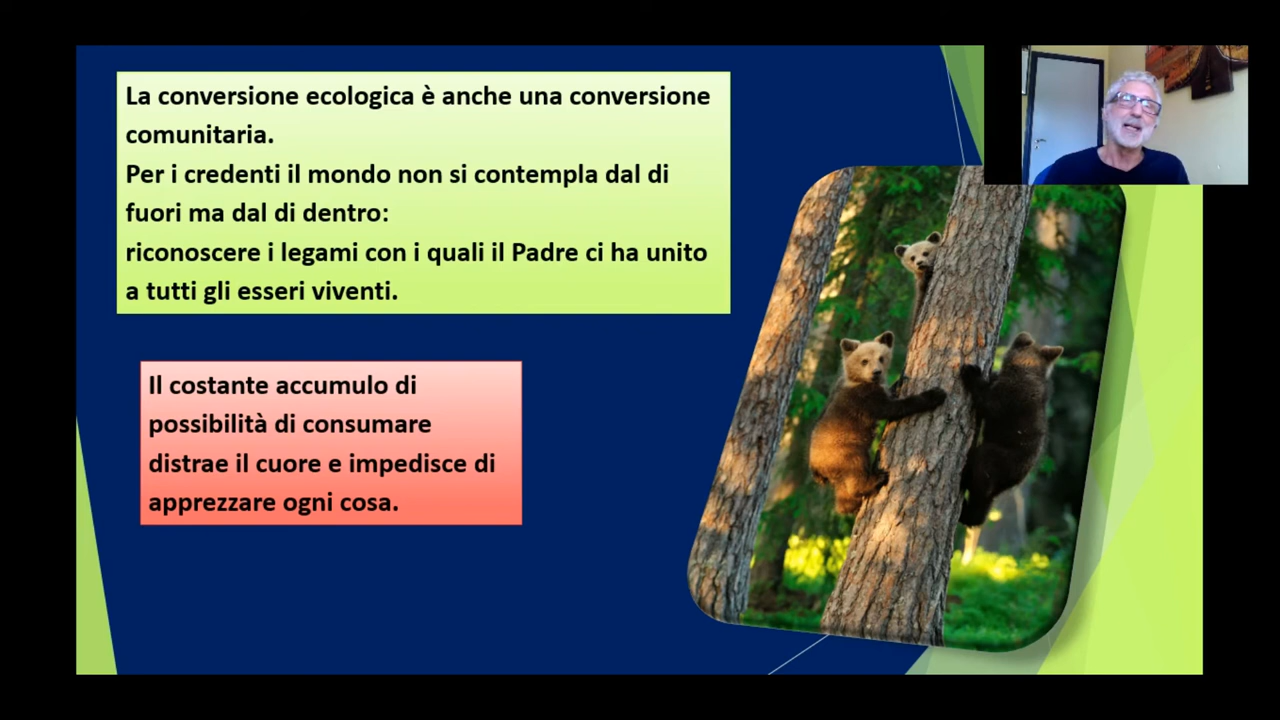 La conversione ecologica è anche una conversione
comunitaria.
Per i credenti il mondo non si contempla dal di
fuori ma dal di dentro:
riconoscere i legami con i quali il Padre ci ha unito
a tutti gli esseri viventi.
Il costante accumulo di
possibilità di consumare
distrae il cuore e impedisce di
apprezzare ogni cosa.